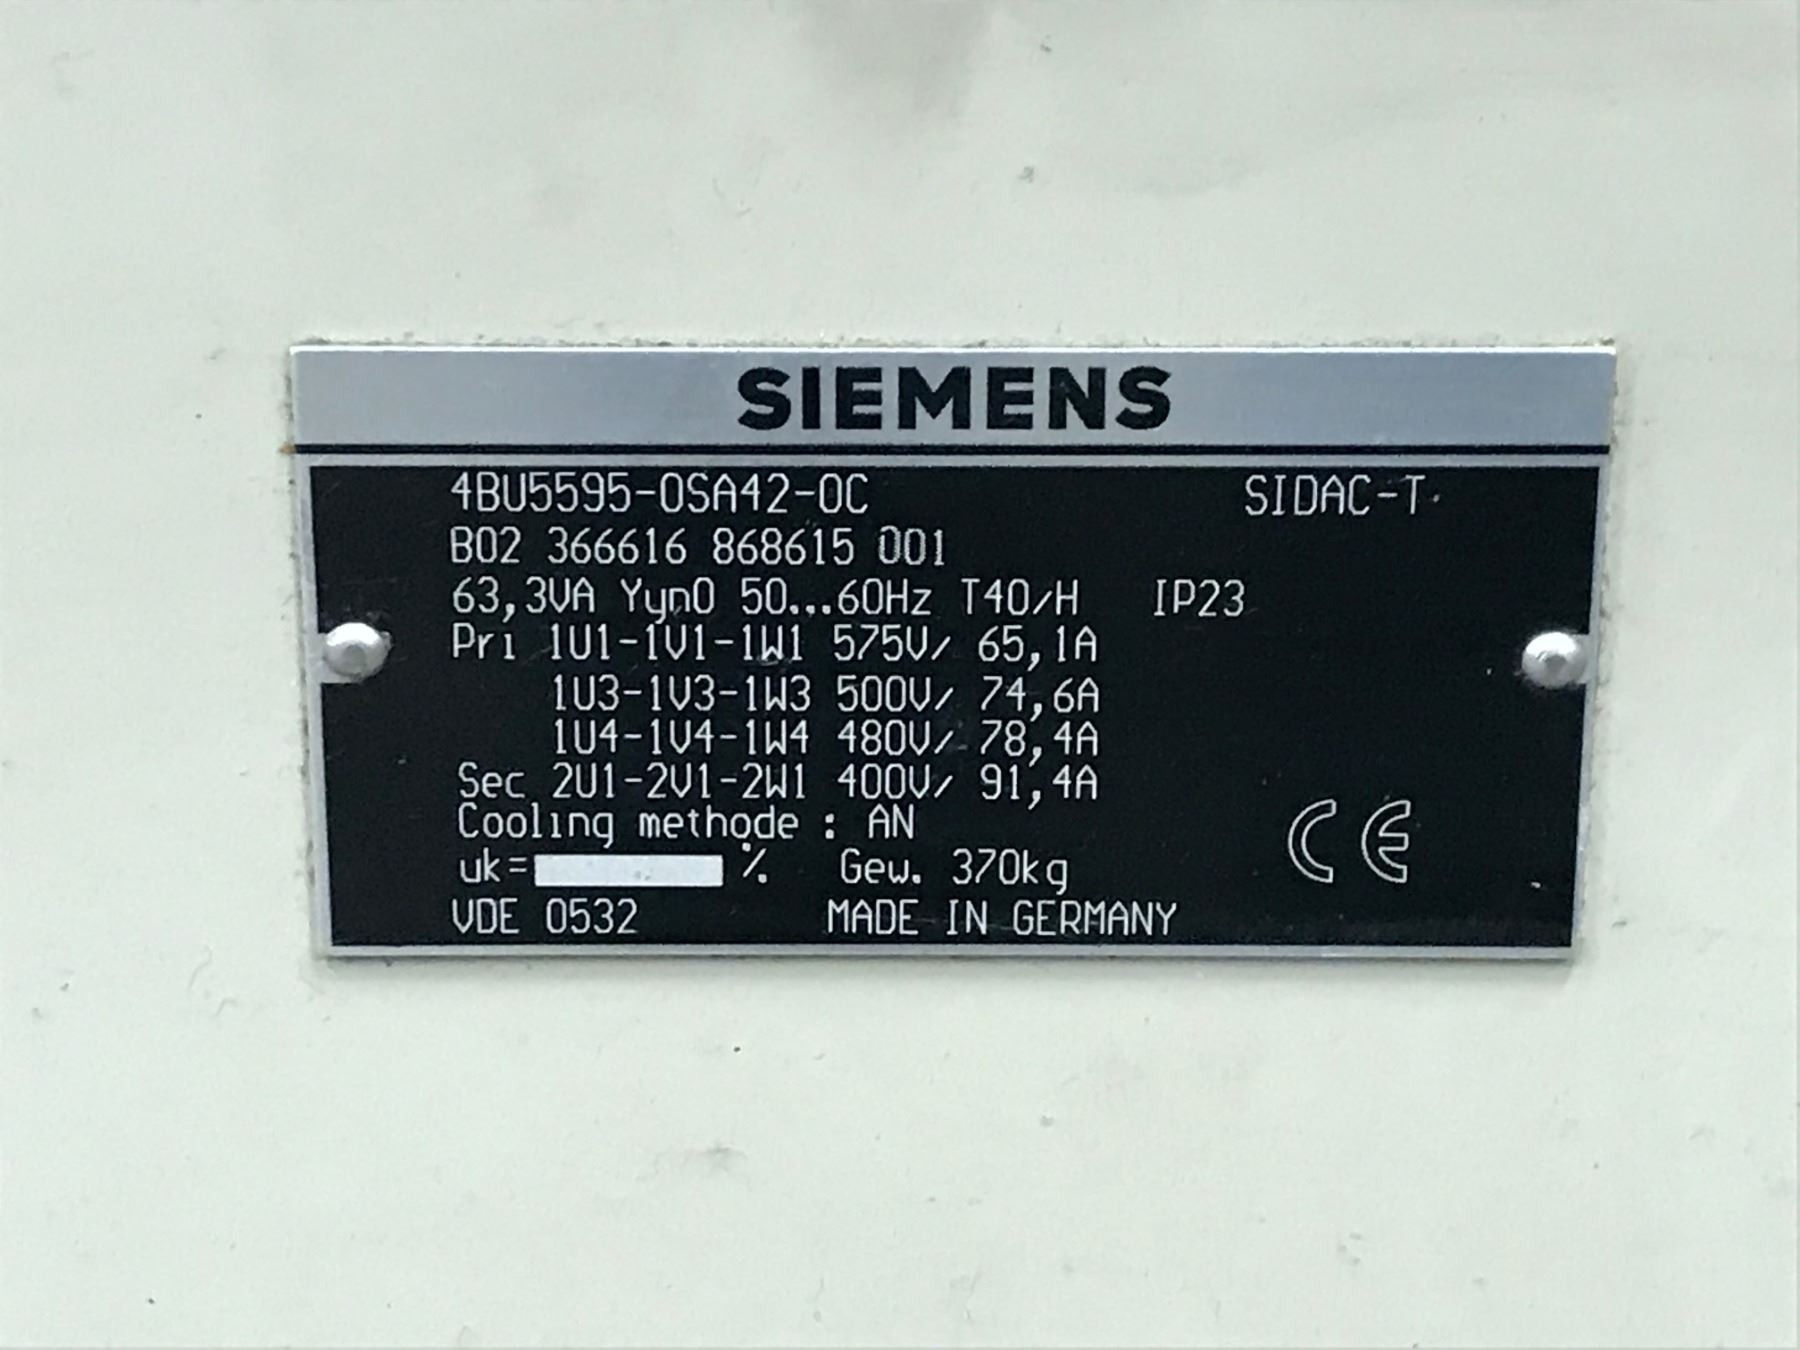 SIEMENS
4BU5595-0SA42-0C SIDAC-T
B02 366616 868615 001
63,3VA Yyn0 50...60Hz T40/H IP23
Pri 1U1-1V1-1W1 575V/ 65,1A
1U3-1V3-1W3 500V/ 74,6A
1U4-1V4-1W4 480V/ 78,4A
Sec 2U1-2V1-2W1 400V/ 91,4A
Cooling methode : AN
uk= % Gew. 370kg CE
VDE 0532 MADE IN GERMANY